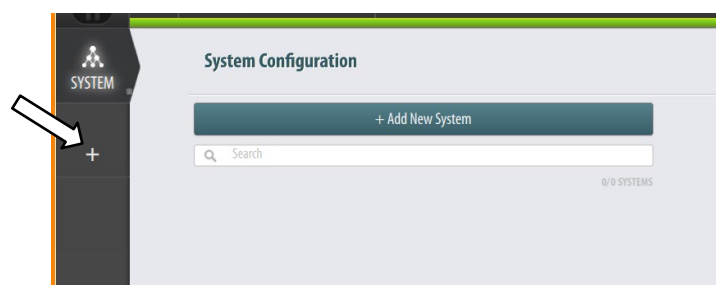 SYSTEM
+
System Configuration
+ Add New System
Search
0/0 SYSTEMS